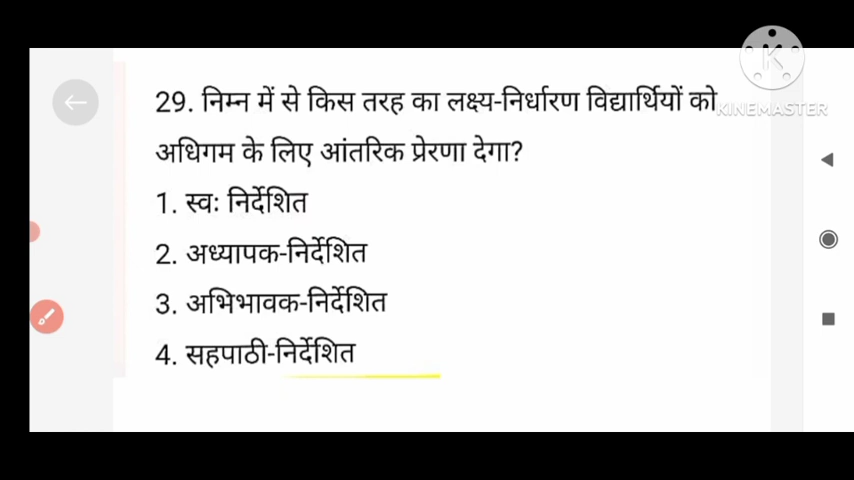 KINEMASTER
29. निम्न में से किस तरह का लक्ष्य-निर्धारण विद्यार्थियों को
अधिगम के लिए आंतरिक प्रेरणा देगा?
1. स्वः निर्देशित
2. अध्यापक-निर्देशित
3. अभिभावक-निर्देशित
4. सहपाठी-निर्देशित